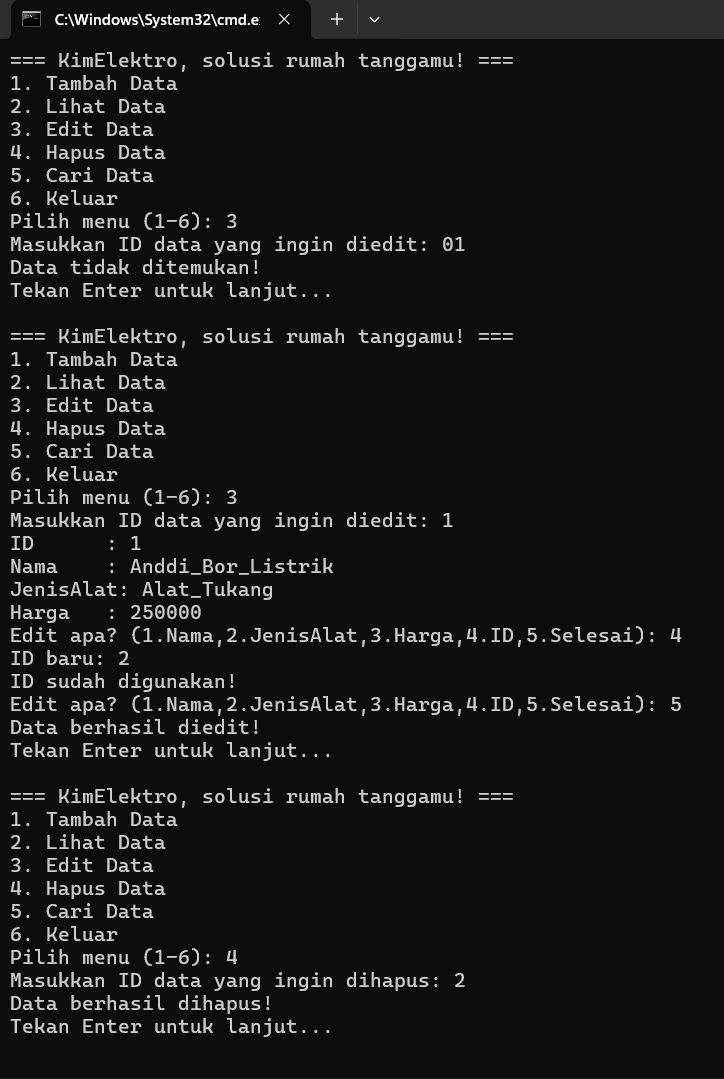 C:\Windows\System32\cmd.e
=== KimElektro, solusi rumah tanggamu! ===
1. Tambah Data
2. Lihat Data
3. Edit Data
4. Hapus Data
5. Cari Data
6. Keluar
Pilih menu (1-6): 3
Masukkan ID data yang ingin diedit: 01
Data tidak ditemukan!
Tekan Enter untuk lanjut...
=== KimElektro, solusi rumah tanggamu! ===
1. Tambah Data
2. Lihat Data
3. Edit Data
4. Hapus Data
5. Cari Data
6. Keluar
Pilih menu (1-6): 3
Masukkan ID data yang ingin diedit: 1
ID      : 1
Nama    : Anddi_Bor_Listrik
JenisAlat: Alat_Tukang
Harga   : 250000
Edit apa? (1.Nama,2.JenisAlat,3.Harga,4.ID,5.Selesai): 4
ID baru: 2
ID sudah digunakan!
Edit apa? (1.Nama,2.JenisAlat,3.Harga,4.ID,5.Selesai): 5
Data berhasil diedit!
Tekan Enter untuk lanjut...
=== KimElektro, solusi rumah tanggamu! ===
1. Tambah Data
2. Lihat Data
3. Edit Data
4. Hapus Data
5. Cari Data
6. Keluar
Pilih menu (1-6): 4
Masukkan ID data yang ingin dihapus: 2
Data berhasil dihapus!
Tekan Enter untuk lanjut...